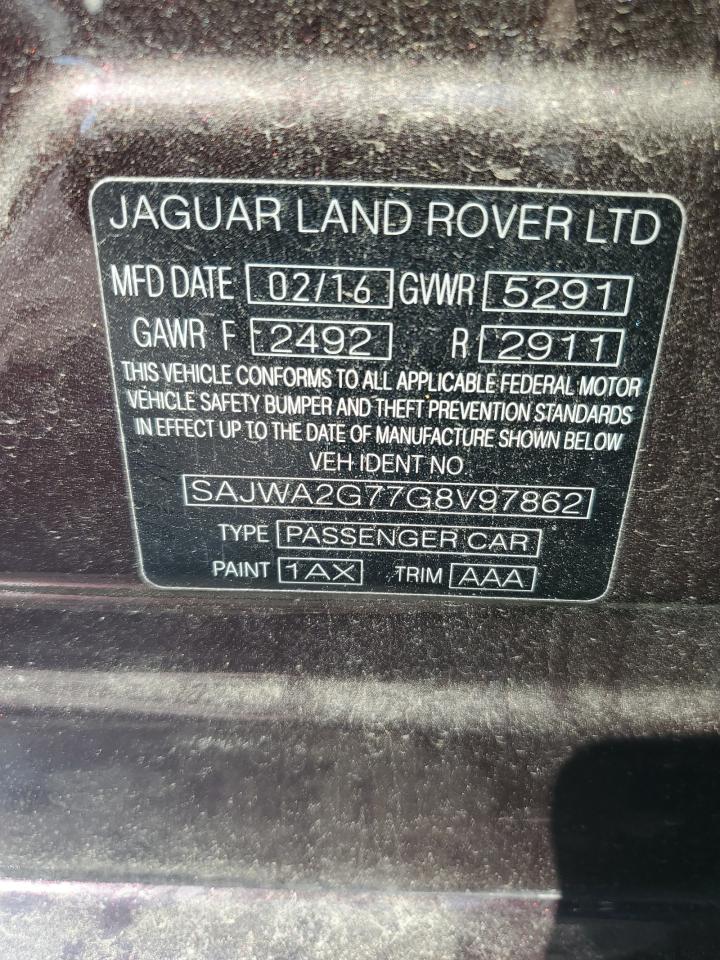 JAGUAR LAND ROVER LTD
MFD DATE 02/16 GVWR 5291
GAWR F 2492 R 2911
THIS VEHICLE CONFORMS TO ALL APPLICABLE FEDERAL MOTOR
VEHICLE SAFETY BUMPER AND THEFT PREVENTION STANDARDS
IN EFFECT UP TO THE DATE OF MANUFACTURE SHOWN BELOW
VEH IDENT NO
SAJWA2G77G8V97862
TYPE PASSENGER CAR
PAINT 1AX TRIM AAA